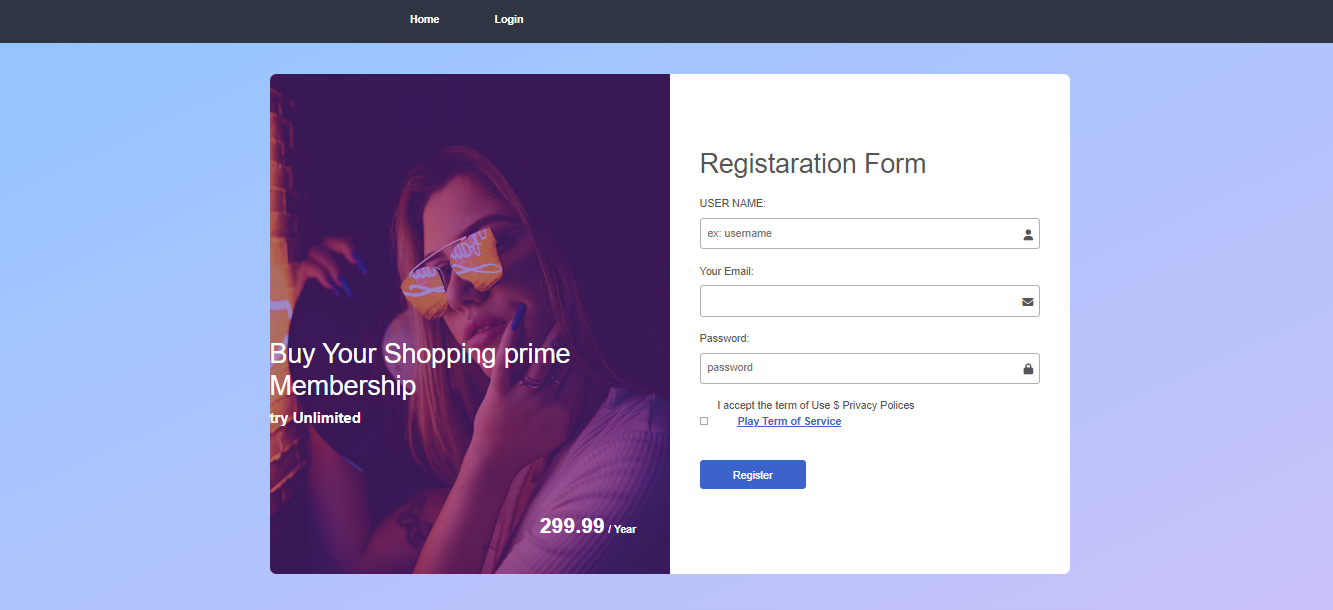 Home
Login
Buy Your Shopping prime
Membership
try Unlimited
299.99 / Year
Registaration Form
USER NAME:
ex: username
Your Email:
Password:
password
I accept the term of Use $ Privacy Polices
Play Term of Service
Register